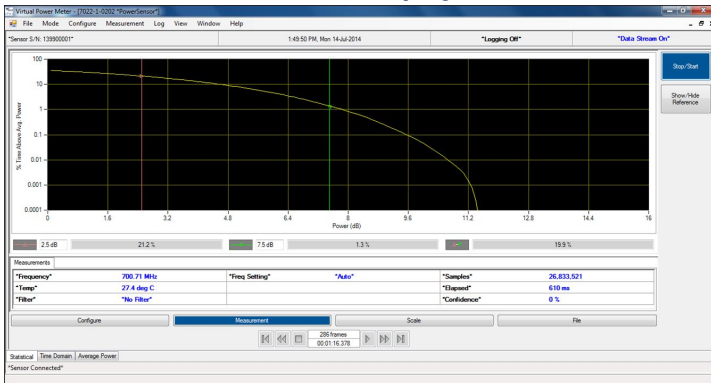 Virtual Power Meter - [7022-1-0202 *PowerSensor*]
File Mode Configure Measurement Log View Window Help
"Sensor S/N: 139900001"
1:49:50 PM, Mon 14-Jul-2014
"Logging Off"
"Data Stream On"
Stop/Start
Show/Hide
Reference
% Time Above Avg. Power
100
10
1
0.1
0.01
0.001
0.0001
0 1.6 3.2 4.8 6.4 8 9.6 11.2 12.8 14.4 16
Power (dB)
2.5 dB 21.2 % 7.5 dB 1.3 % 19.9 %
Measurements
"Frequency" 700.71 MHz "Freq Setting" "Auto" "Samples" 26,833,521
"Temp" 27.4 deg C "Elapsed" 610 ms
"Filter" "No Filter" "Confidence" 0 %
Configure Measurement Scale File
286 frames
00:01:16.378
Statistical Time Domain Average Power
"Sensor Connected"